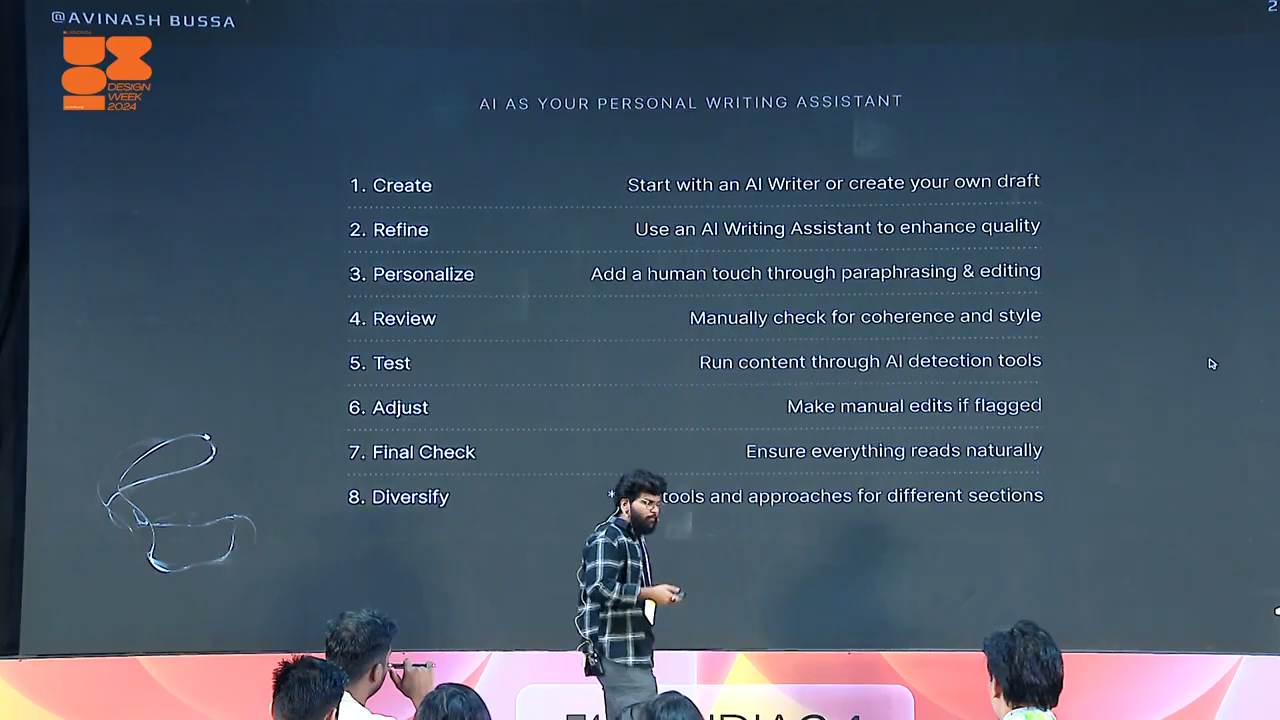 @AVINASH BUSSA
2
DESIGN
WEEK
2024
AI AS YOUR PERSONAL WRITING ASSISTANT
1. Create Start with an AI Writer or create your own draft
2. Refine Use an AI Writing Assistant to enhance quality
3. Personalize Add a human touch through paraphrasing & editing
4. Review Manually check for coherence and style
5. Test Run content through AI detection tools
6. Adjust Make manual edits if flagged
7. Final Check Ensure everything reads naturally
8. Diversify tools and approaches for different sections